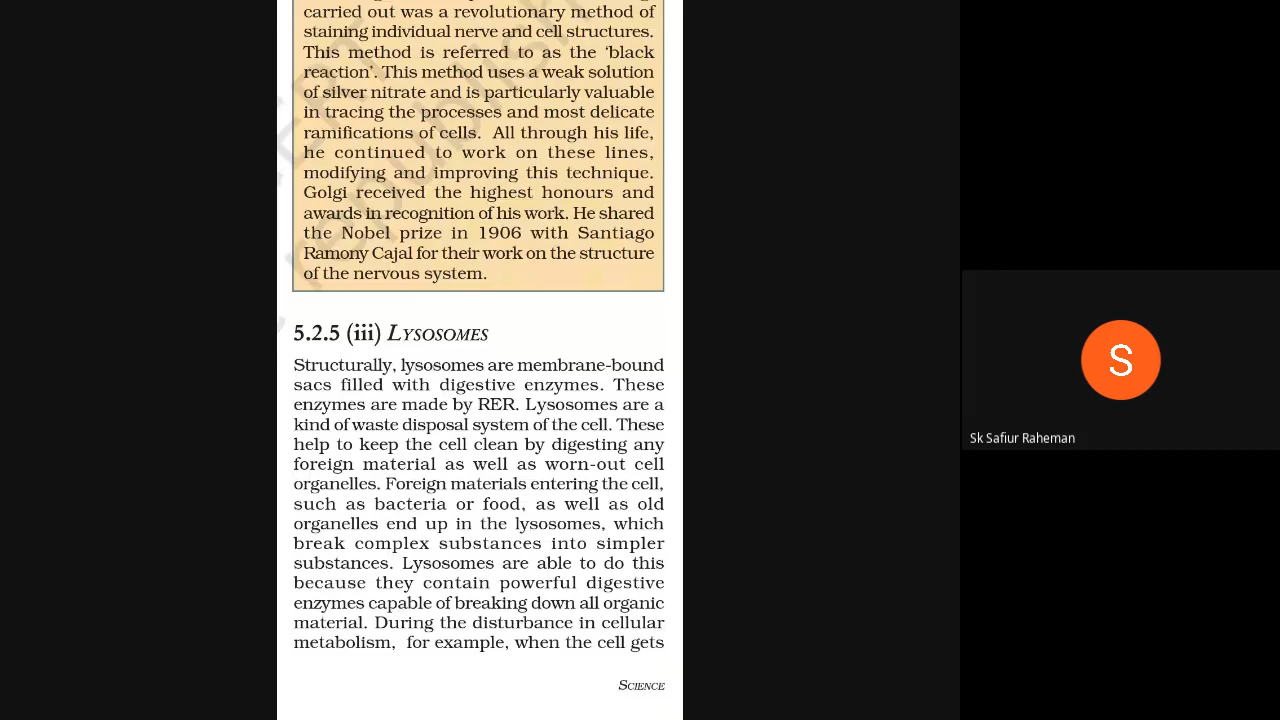 carried out was a revolutionary method of
staining individual nerve and cell structures.
This method is referred to as the ‘black
reaction’. This method uses a weak solution
of silver nitrate and is particularly valuable
in tracing the processes and most delicate
ramifications of cells. All through his life,
he continued to work on these lines,
modifying and improving this technique.
Golgi received the highest honours and
awards in recognition of his work. He shared
the Nobel prize in 1906 with Santiago
Ramony Cajal for their work on the structure
of the nervous system.
5.2.5 (iii) LYSOSOMES
Structurally, lysosomes are membrane-bound
sacs filled with digestive enzymes. These
enzymes are made by RER. Lysosomes are a
kind of waste disposal system of the cell. These
help to keep the cell clean by digesting any
foreign material as well as worn-out cell
organelles. Foreign materials entering the cell,
such as bacteria or food, as well as old
organelles end up in the lysosomes, which
break complex substances into simpler
substances. Lysosomes are able to do this
because they contain powerful digestive
enzymes capable of breaking down all organic
material. During the disturbance in cellular
metabolism, for example, when the cell gets
SCIENCE
S
Sk Safiur Raheman